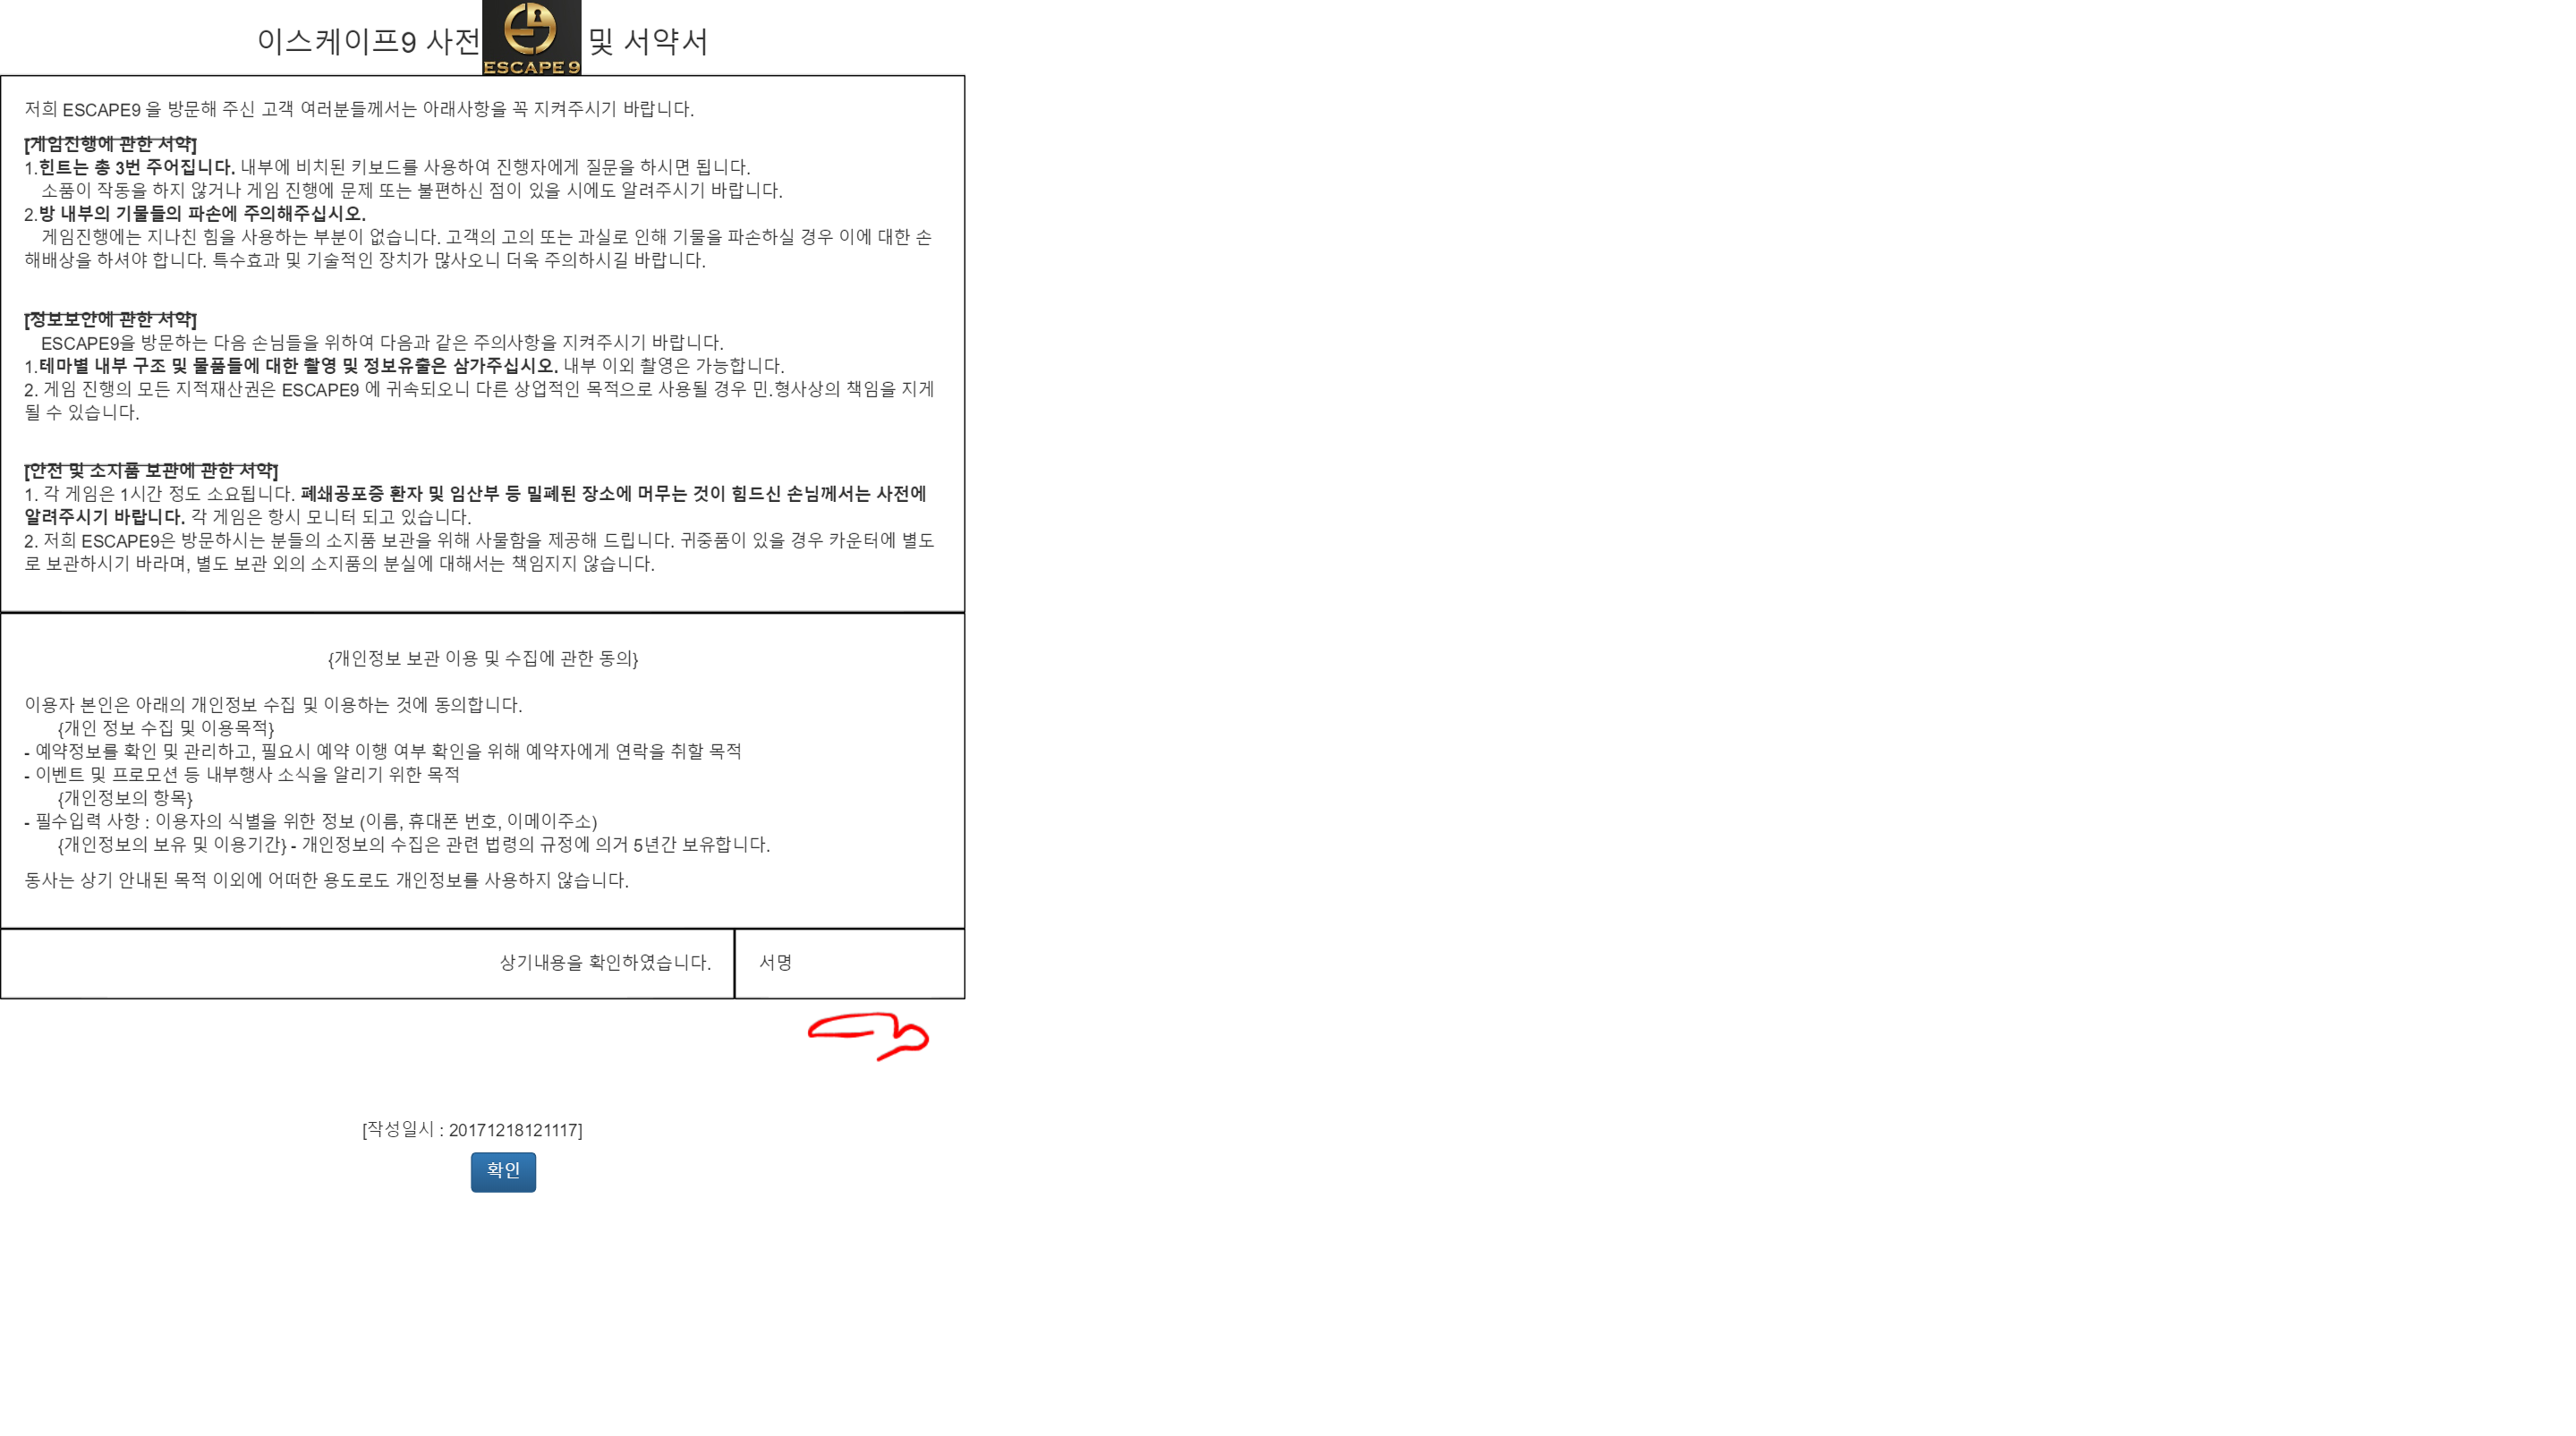 이스케이프9 사전
ESCAPE 9
및 서약서
저희 ESCAPE9 을 방문해 주신 고객 여러분들께서는 아래사항을 꼭 지켜주시기 바랍니다.
[게임진행에 관한 서약]
1.힌트는 총 3번 주어집니다. 내부에 비치된 키보드를 사용하여 진행자에게 질문을 하시면 됩니다.
소품이 작동을 하지 않거나 게임 진행에 문제 또는 불편하신 점이 있을 시에도 알려주시기 바랍니다.
2.방 내부의 기물들의 파손에 주의해주십시오.
게임진행에는 지나친 힘을 사용하는 부분이 없습니다. 고객의 고의 또는 과실로 인해 기물을 파손하실 경우 이에 대한 손
해배상을 하셔야 합니다. 특수효과 및 기술적인 장치가 많사오니 더욱 주의하시길 바랍니다.
[정보보안에 관한 서약]
ESCAPE9을 방문하는 다음 손님들을 위하여 다음과 같은 주의사항을 지켜주시기 바랍니다.
1.테마별 내부 구조 및 물품들에 대한 촬영 및 정보유출은 삼가주십시오. 내부 이외 촬영은 가능합니다.
2. 게임 진행의 모든 지적재산권은 ESCAPE9 에 귀속되오니 다른 상업적인 목적으로 사용될 경우 민.형사상의 책임을 지게
될 수 있습니다.
[안전 및 소지품 보관에 관한 서약]
1. 각 게임은 1시간 정도 소요됩니다. 폐쇄공포증 환자 및 임산부 등 밀폐된 장소에 머무는 것이 힘드신 손님께서는 사전에
알려주시기 바랍니다. 각 게임은 항시 모니터 되고 있습니다.
2. 저희 ESCAPE9은 방문하시는 분들의 소지품 보관을 위해 사물함을 제공해 드립니다. 귀중품이 있을 경우 카운터에 별도
로 보관하시기 바라며, 별도 보관 외의 소지품의 분실에 대해서는 책임지지 않습니다.
{개인정보 보관 이용 및 수집에 관한 동의}
이용자 본인은 아래의 개인정보 수집 및 이용하는 것에 동의합니다.
{개인 정보 수집 및 이용목적}
- 예약정보를 확인 및 관리하고, 필요시 예약 이행 여부 확인을 위해 예약자에게 연락을 취할 목적
- 이벤트 및 프로모션 등 내부행사 소식을 알리기 위한 목적
{개인정보의 항목}
- 필수입력 사항 : 이용자의 식별을 위한 정보 (이름, 휴대폰 번호, 이메이주소)
{개인정보의 보유 및 이용기간} - 개인정보의 수집은 관련 법령의 규정에 의거 5년간 보유합니다.
동사는 상기 안내된 목적 이외에 어떠한 용도로도 개인정보를 사용하지 않습니다.
상기내용을 확인하였습니다.
서명
[작성일시 : 20171218121117]
확인